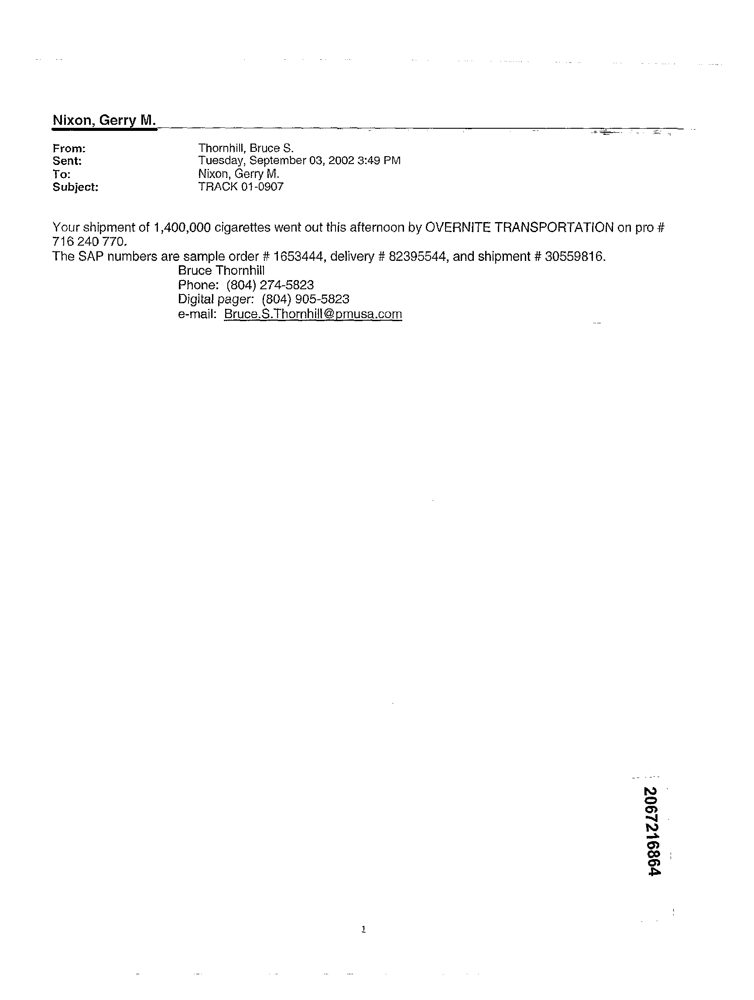 Nixon, Gerry M.
From: Thornhill, Bruce S.
Sent: Tuesday, September 03, 2002 3:49 PM
To: Nixon, Gerry M.
Subject: TRACK 01-0907
Your shipment of 1,400,000 cigarettes went out this afternoon by OVERNITE TRANSPORTATION on pro #
716 240 770.
The SAP numbers are sample order # 1653444, delivery # 82395544, and shipment # 30559816.
Bruce Thornhill
Phone: (804) 274-5823
Digital pager: (804) 905-5823
e-mail: Bruce.S.Thornhill@pmusa.com
2067216864
1